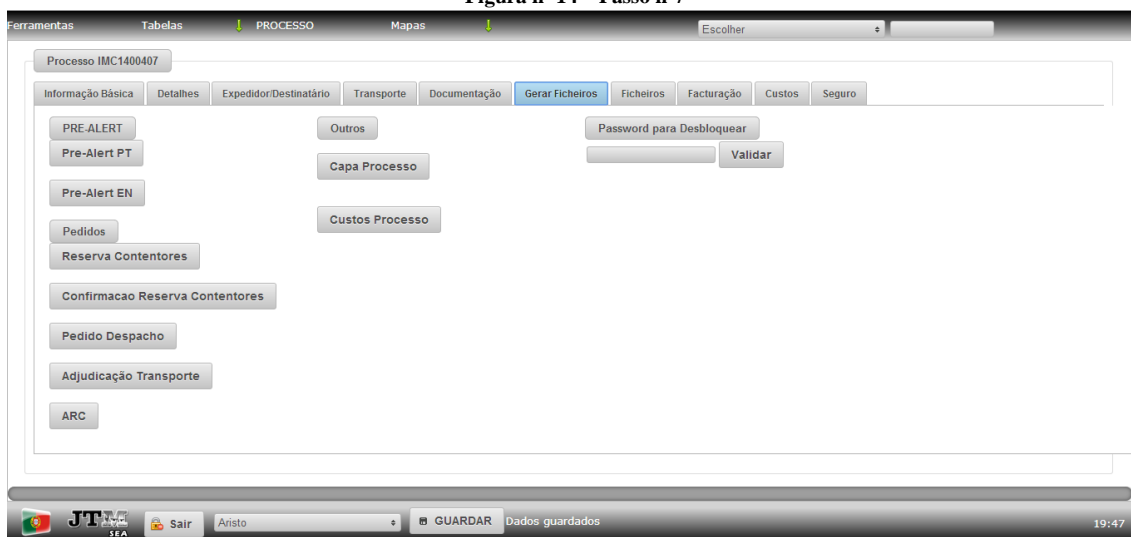 Ferramentas Tabelas PROCESSO Mapas Escolher
Processo IMC1400407
Informação Básica Detalhes Expedidor/Destinatário Transporte Documentação Gerar Ficheiros Ficheiros Facturação Custos Seguro
PRE-ALERT Outros Password para Desbloquear
Pre-Alert PT Validar
Capa Processo
Pre-Alert EN
Custos Processo
Pedidos
Reserva Contentores
Confirmacao Reserva Contentores
Pedido Despacho
Adjudicação Transporte
ARC
JTM SEA Sair Aristo GUARDAR Dados guardados 19:47